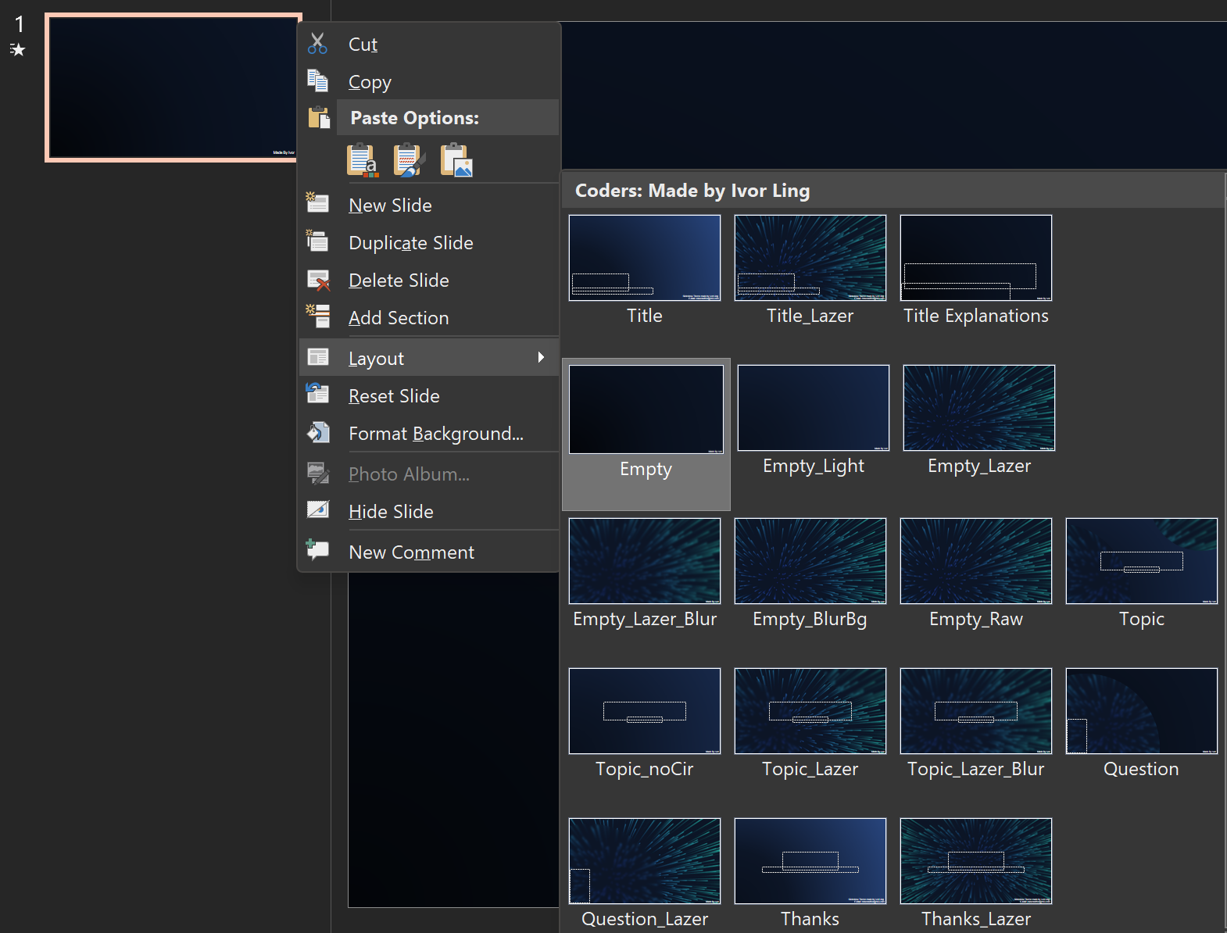 1
Cut
Copy
Paste Options:
New Slide
Duplicate Slide
Delete Slide
Add Section
Layout
Reset Slide
Format Background...
Photo Album...
Hide Slide
New Comment
Coders: Made by Ivor Ling
Title
Title_Lazer
Title Explanations
Empty
Empty_Light
Empty_Lazer
Empty_Lazer_Blur
Empty_BlurBg
Empty_Raw
Topic
Topic_noCir
Topic_Lazer
Topic_Lazer_Blur
Question
Question_Lazer
Thanks
Thanks_Lazer